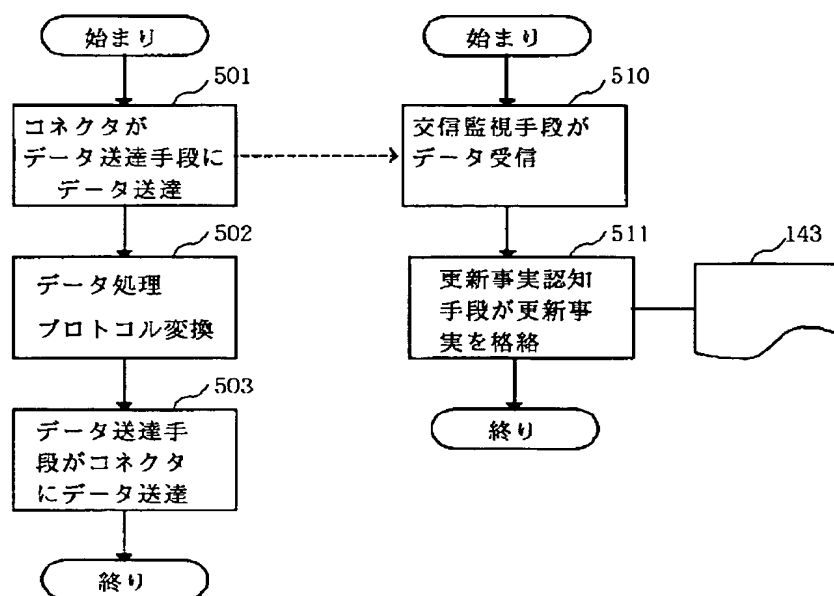 始まり
501
コネクタが
データ送達手段に
データ送達
502
データ処理
プロトコル変換
503
データ送達手
段がコネクタ
にデータ送達
終り
始まり
510
交信監視手段が
データ受信
511
更新事実認知
手段が更新事
実を格絡
終り
143